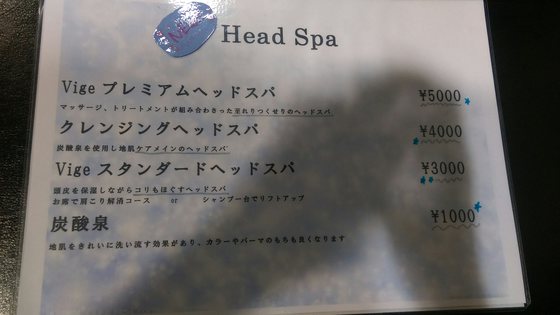 NEW
Head Spa
Vige プレミアムヘッドスパ ¥5000
マッサージ、トリートメントが組み合わさった至れりつくせりのヘッドスパ
クレンジングヘッドスパ ¥4000
炭酸泉を使用し地肌ケアメインのヘッドスパ
Vige スタンダードヘッドスパ ¥3000
頭皮を保湿しながらコリもほぐすヘッドスパ
お席で肩こり解消コース or シャンプー台でリフトアップ
炭酸泉 ¥1000
地肌をきれいに洗い流す効果があり、カラーやパーマのもちも良くなります